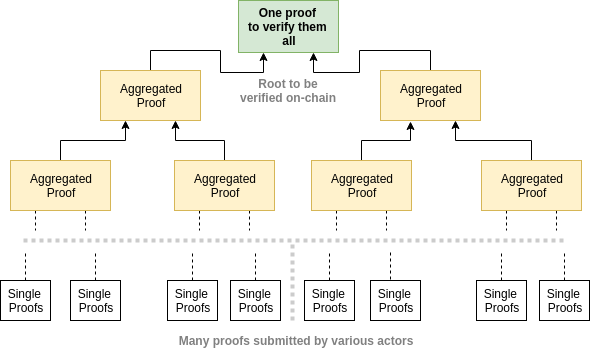 One proof
to verify them
all
Root to be
verified on-chain
Aggregated
Proof
Aggregated
Proof
Aggregated
Proof
Aggregated
Proof
Aggregated
Proof
Aggregated
Proof
Single
Proofs
Single
Proofs
Single
Proofs
Single
Proofs
Single
Proofs
Single
Proofs
Single
Proofs
Single
Proofs
Many proofs submitted by various actors